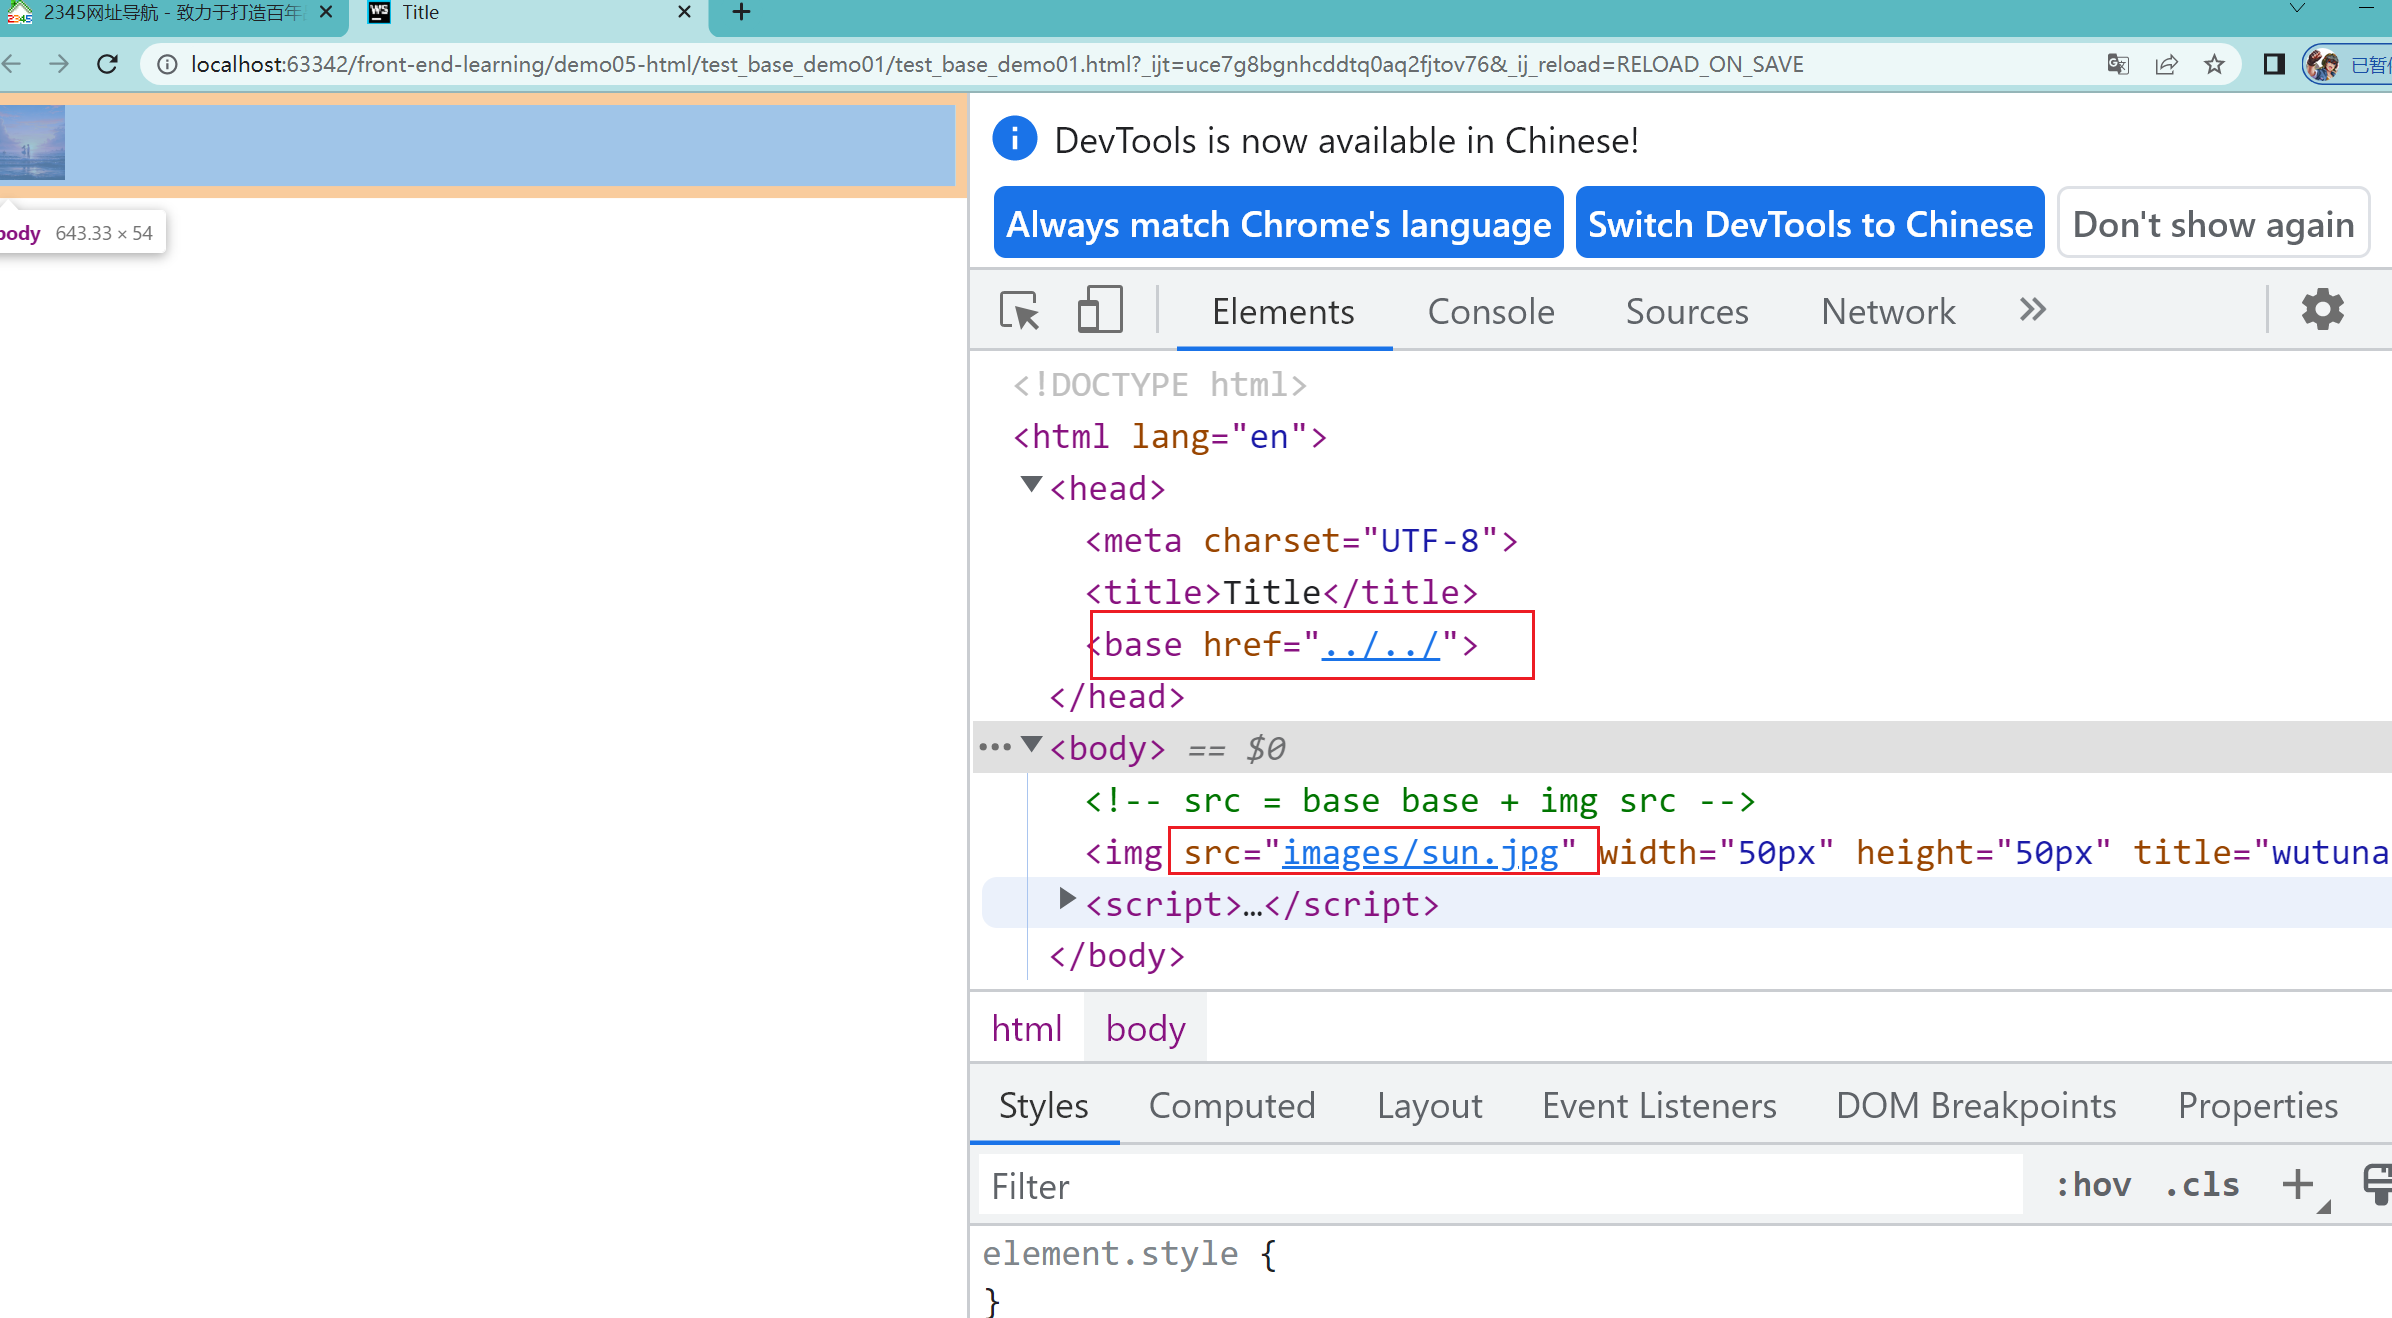 2345网址导航 - 致力于打造百年
Title
localhost:63342/front-end-learning/demo05-html/test_base_demo01/test_base_demo01.html?_ijt=uce7g8bgnhcddtq0aq2fjtov76&_ij_reload=RELOAD_ON_SAVE
已暂
body 643.33 × 54
DevTools is now available in Chinese!
Always match Chrome's language
Switch DevTools to Chinese
Don't show again
Elements
Console
Sources
Network
<!DOCTYPE html>
<html lang="en">
<head>
<meta charset="UTF-8">
<title>Title</title>
<base href="../../">
</head>
<body> == $0
<!-- src = base base + img src -->
<img src="images/sun.jpg" width="50px" height="50px" title="wutuna
<script>…</script>
</body>
html
body
Styles
Computed
Layout
Event Listeners
DOM Breakpoints
Properties
Filter
:hov
.cls
element.style {
}